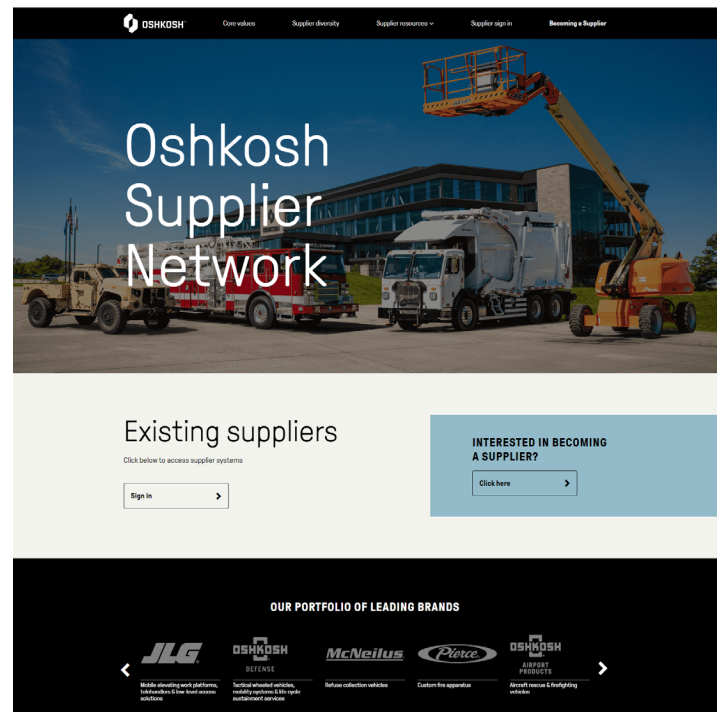 OSHKOSH
Core values
Supplier diversity
Supplier resources
Supplier sign in
Becoming a Supplier
Oshkosh
Supplier
Network
JLG LIFT
Existing suppliers
Click below to access supplier systems
Sign in
INTERESTED IN BECOMING
A SUPPLIER?
Click here
OUR PORTFOLIO OF LEADING BRANDS
JLG
Mobile elevating work platforms,
telehandlers & low-level access
solutions
OSHKOSH
DEFENSE
Tactical wheeled vehicles,
mobility systems & life cycle
sustainment services
McNeilus
Refuse collection vehicles
Pierce
Custom fire apparatus
OSHKOSH
AIRPORT
PRODUCTS
Aircraft rescue & firefighting
vehicles